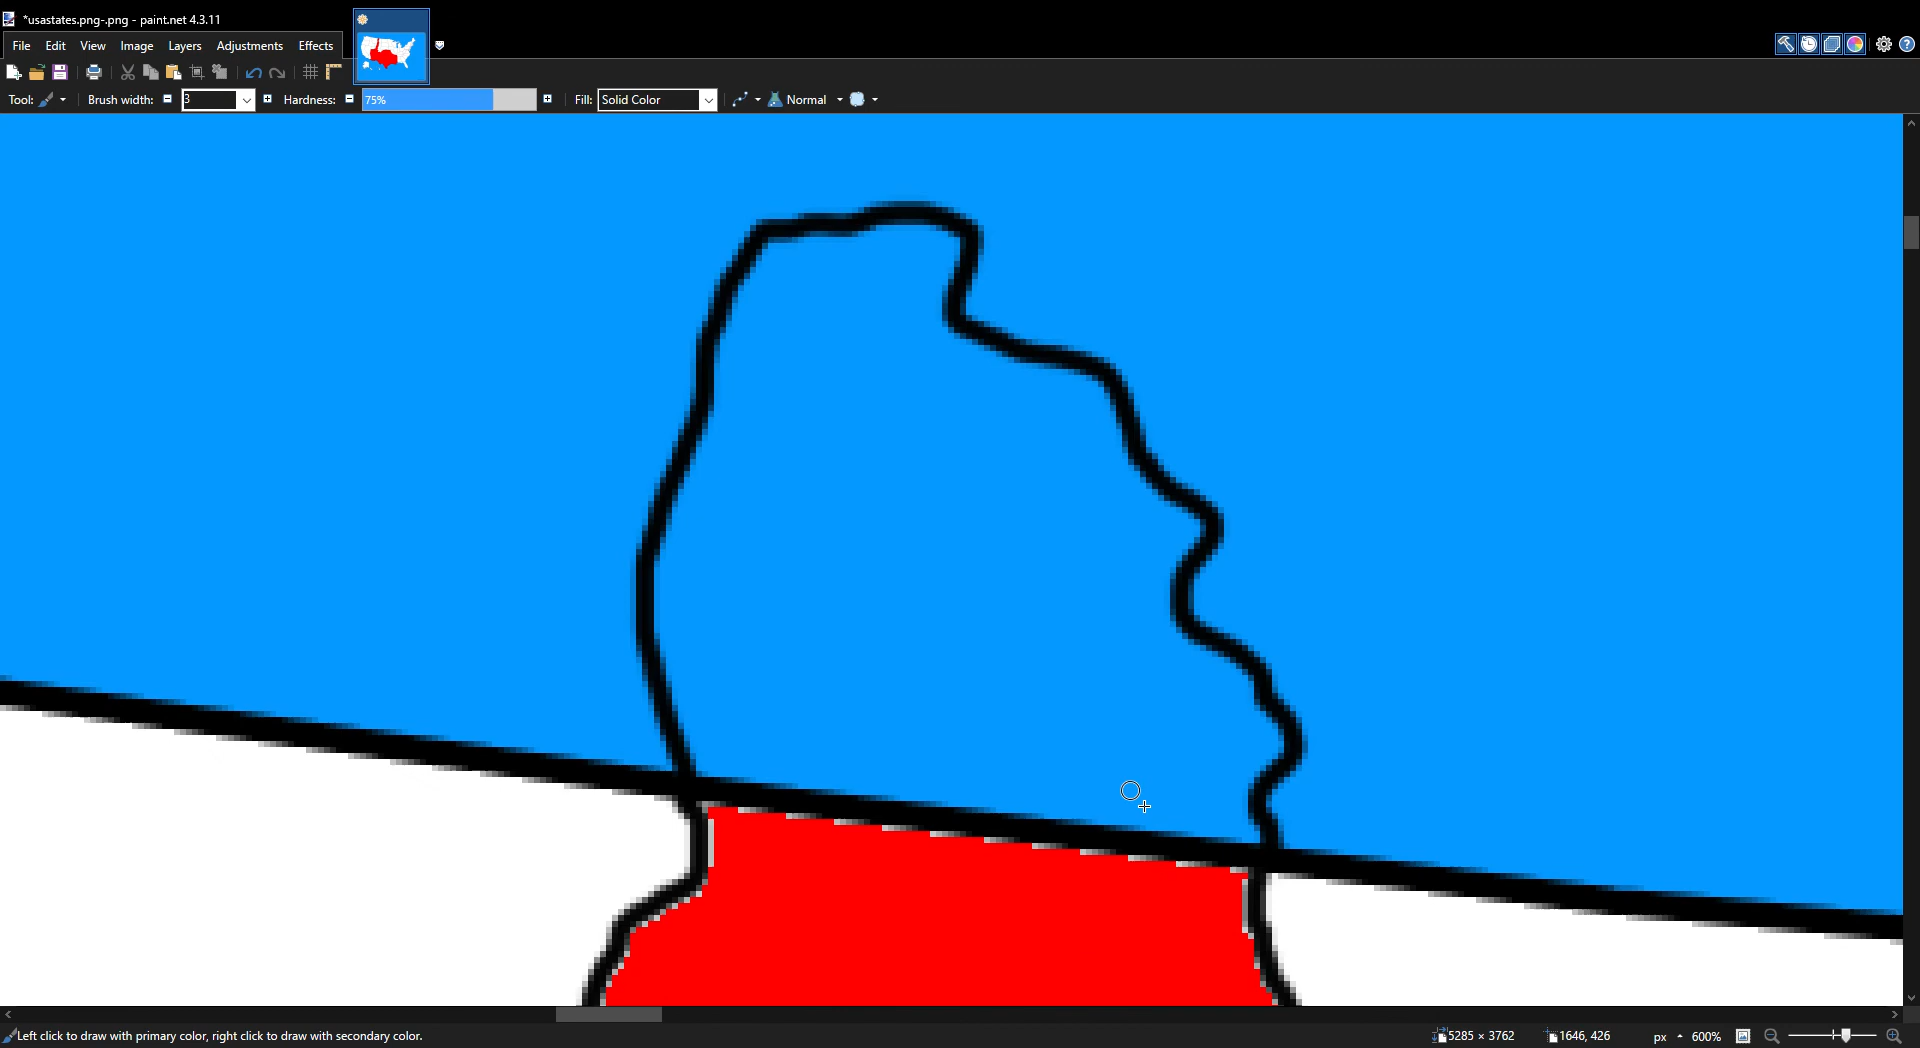 *usastates.png-.png - paint.net 4.3.11
File Edit View Image Layers Adjustments Effects
Tool: Brush width: 3 Hardness: 75% Fill: Solid Color Normal
Left click to draw with primary color, right click to draw with secondary color. 5285 × 3762 1646, 426 px 600%